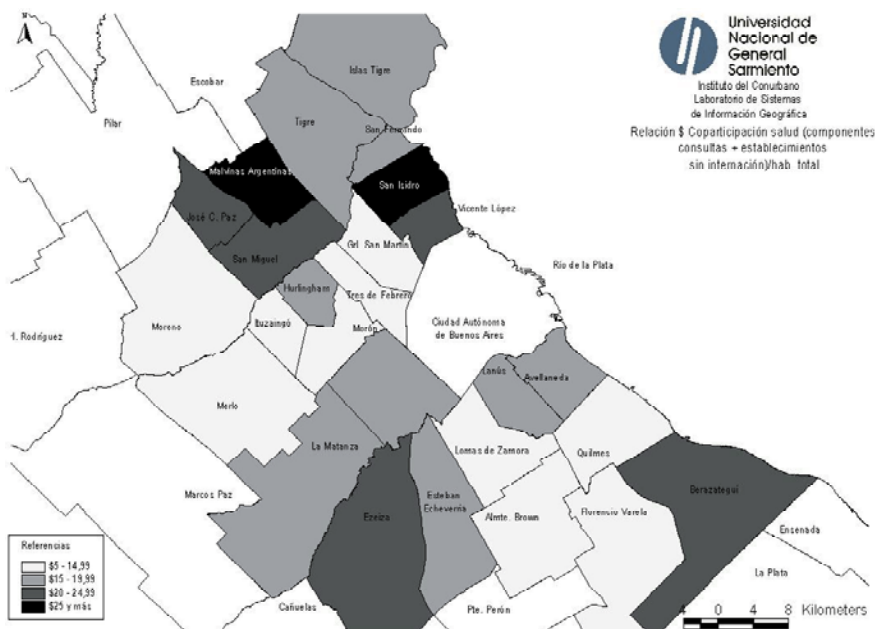 Universidad
Nacional de
General
Sarmiento
Instituto del Conurbano
Laboratorio de Sistemas
de Información Geográfica
Relación $ Coparticipación salud (componentes
consultas + establecimientos
sin internación)/hab. total
Islas Tigre
Escobar
Pilar
Tigre
San Fernando
Malvinas Argentinas
San Isidro
José C. Paz
Vicente López
San Miguel
Grl. San Martín
Río de la Plata
Hurlingham
Tres de Febrero
Moreno
Ituzaingó
Morón
Ciudad Autónoma
de Buenos Aires
. Rodríguez
Lanús
Avellaneda
Merlo
La Matanza
Lomas de Zamora
Quilmes
Marcos Paz
Berazategui
Ezeiza
Esteban
Echeverría
Almte. Brown
Florencio Varela
Ensenada
La Plata
Cañuelas
Pte. Perón
Referencias
$5 - 14,99
$15 - 19,99
$20 - 24,99
$25 y más
4 0 4 8 Kilometers